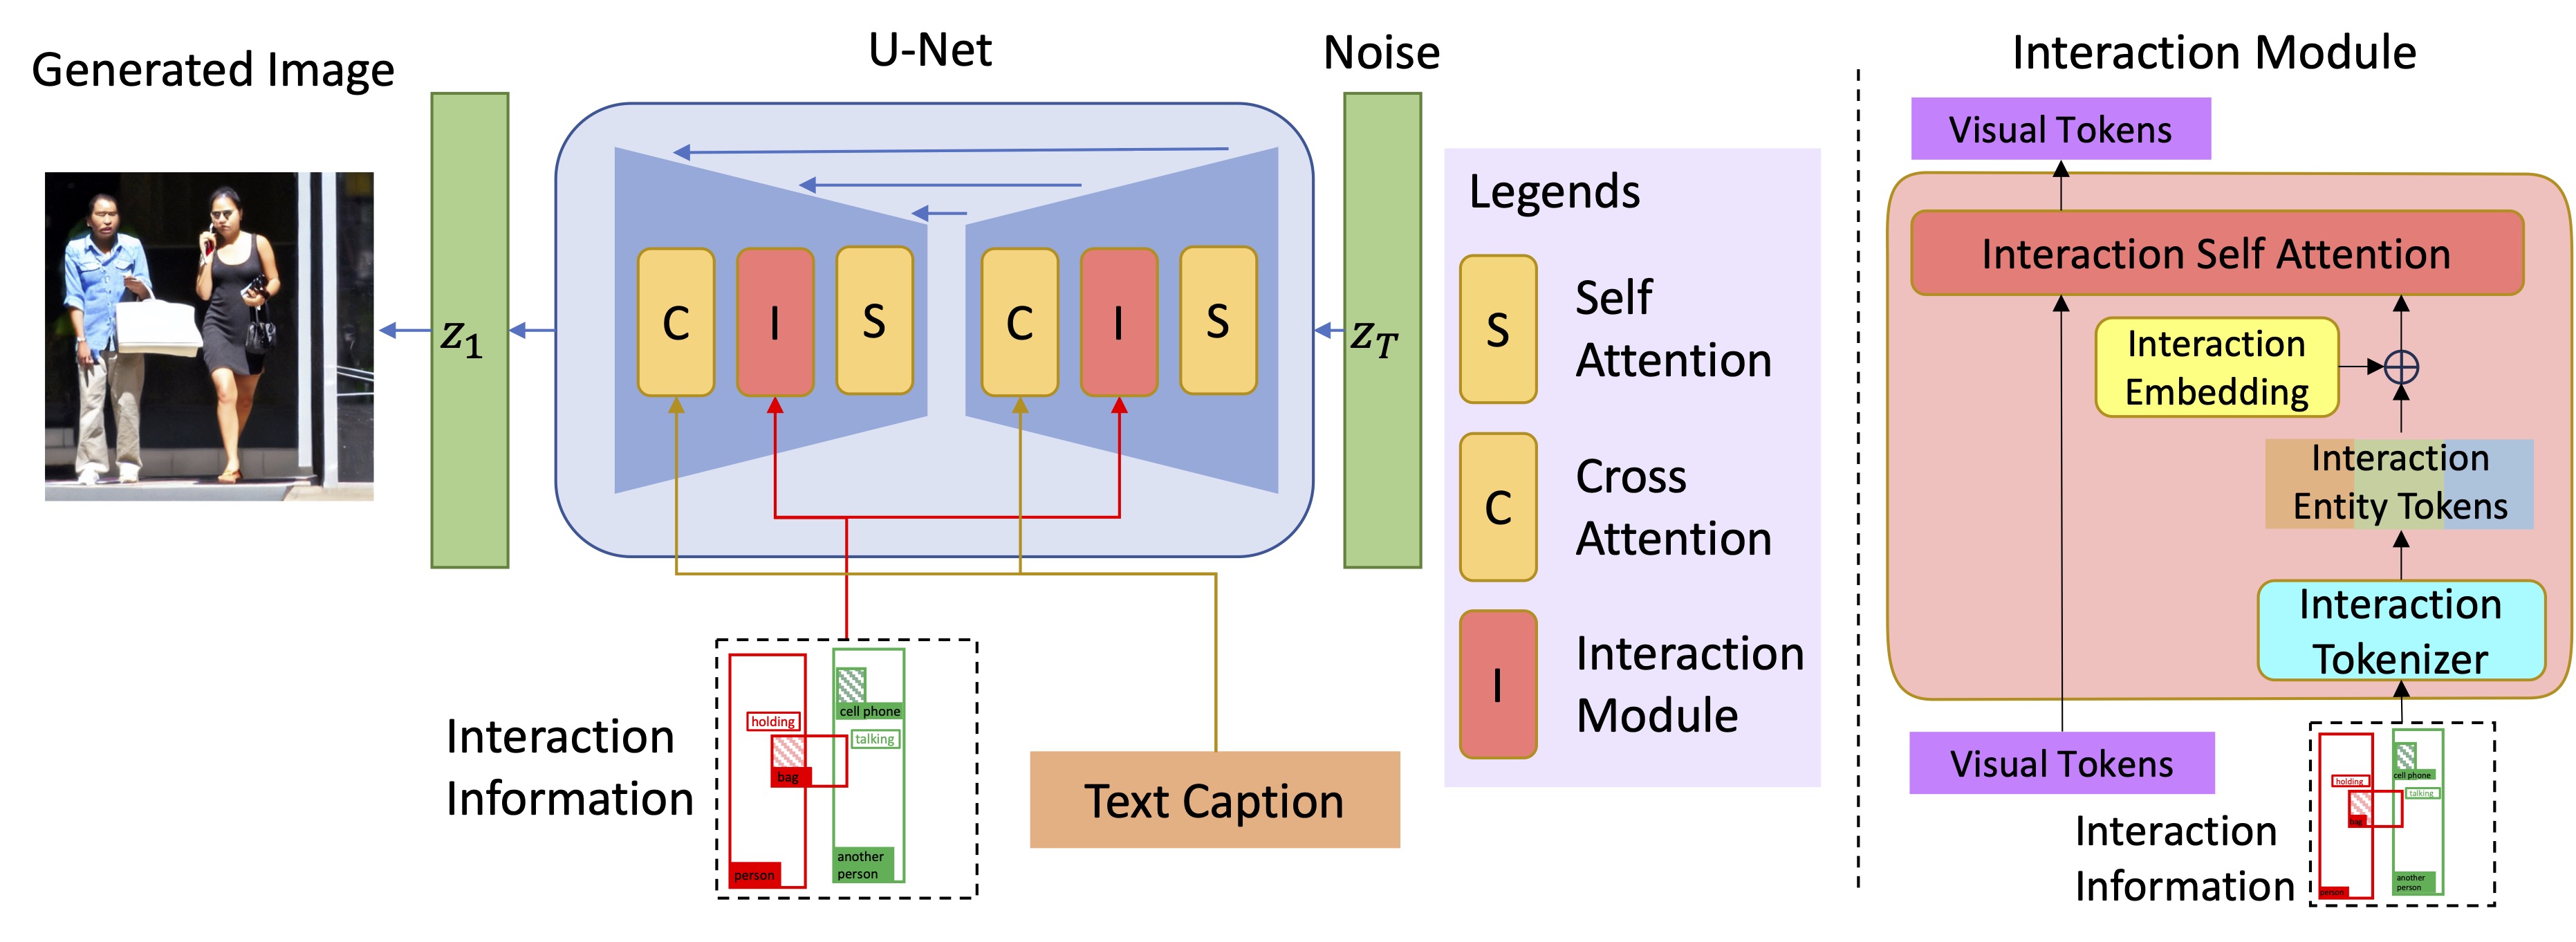 Generated Image
U-Net
Noise
z1
C
I
S
C
I
S
zT
Interaction
Information
holding
bag
person
cell phone
talking
another
person
Text Caption
Legends
S
Self
Attention
C
Cross
Attention
I
Interaction
Module
Interaction Module
Visual Tokens
Interaction Self Attention
Interaction
Embedding
Interaction
Entity Tokens
Interaction
Tokenizer
Visual Tokens
Interaction
Information
holding
bag
person
cell phone
talking
another
person